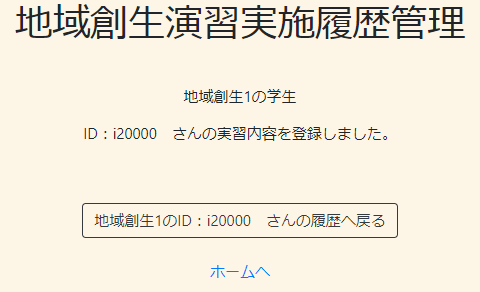 地域創生演習実施履歴管理
地域創生1の学生
ID：i20000　さんの実習内容を登録しました。
地域創生1のID：i20000　さんの履歴へ戻る
ホームへ